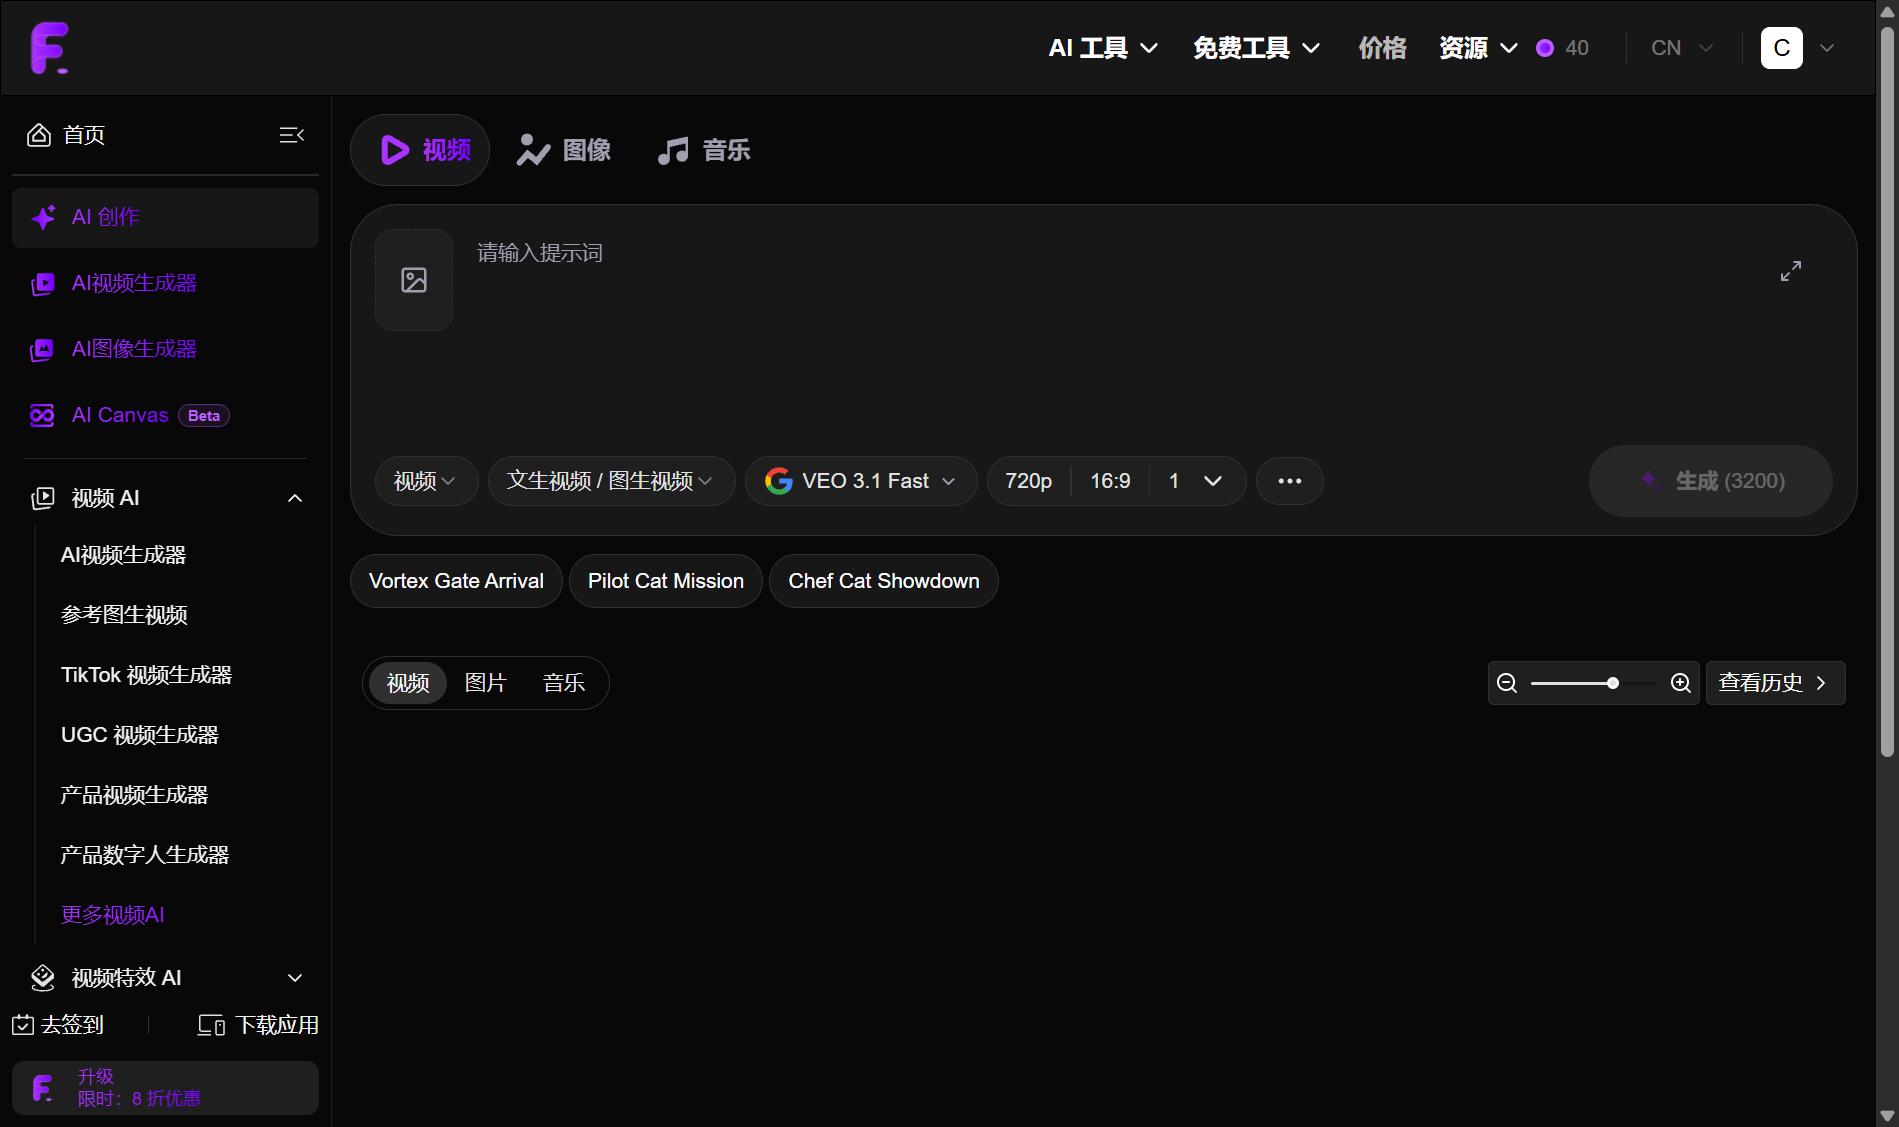 AI 工具
免费工具
价格
资源
40
CN
C
首页
AI 创作
AI视频生成器
AI图像生成器
AI Canvas Beta
视频 AI
AI视频生成器
参考图生视频
TikTok 视频生成器
UGC 视频生成器
产品视频生成器
产品数字人生成器
更多视频AI
视频特效 AI
去签到
下载应用
升级
限时：8 折优惠
视频 图像 音乐
请输入提示词
视频
文生视频 / 图生视频
VEO 3.1 Fast
720p 16:9 1
生成 (3200)
Vortex Gate Arrival
Pilot Cat Mission
Chef Cat Showdown
视频 图片 音乐
查看历史